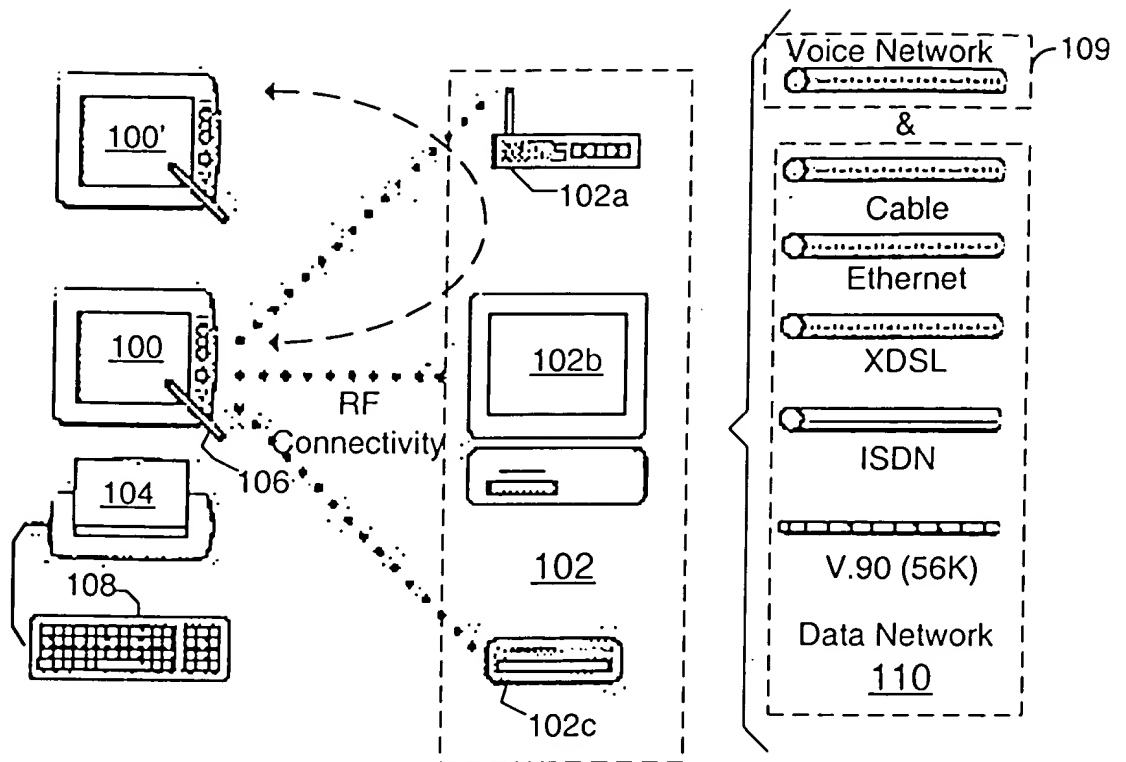 Voice Network
109
&
100'
102a
Cable
Ethernet
100
102b
XDSL
RF
Connectivity
ISDN
106
104
102
V.90 (56K)
108
Data Network
110
102c